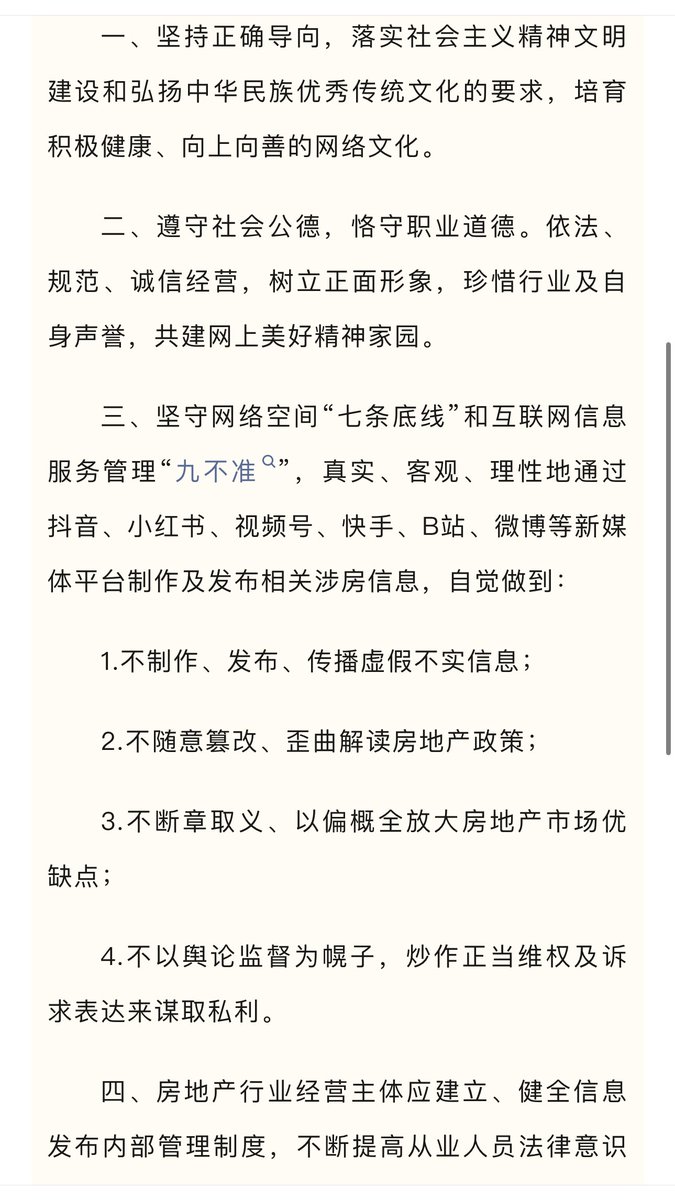 一、坚持正确导向，落实社会主义精神文明
建设和弘扬中华民族优秀传统文化的要求，培育
积极健康、向上向善的网络文化。
二、遵守社会公德，恪守职业道德。依法、
规范、诚信经营，树立正面形象，珍惜行业及自
身声誉，共建网上美好精神家园。
三、坚守网络空间“七条底线”和互联网信息
服务管理“九不准”，真实、客观、理性地通过
抖音、小红书、视频号、快手、B站、微博等新媒
体平台制作及发布相关涉房信息，自觉做到：
1.不制作、发布、传播虚假不实信息；
2.不随意篡改、歪曲解读房地产政策；
3.不断章取义、以偏概全放大房地产市场优
缺点；
4.不以舆论监督为幌子，炒作正当维权及诉
求表达来谋取私利。
四、房地产行业经营主体应建立、健全信息
发布内部管理制度，不断提高从业人员法律意识